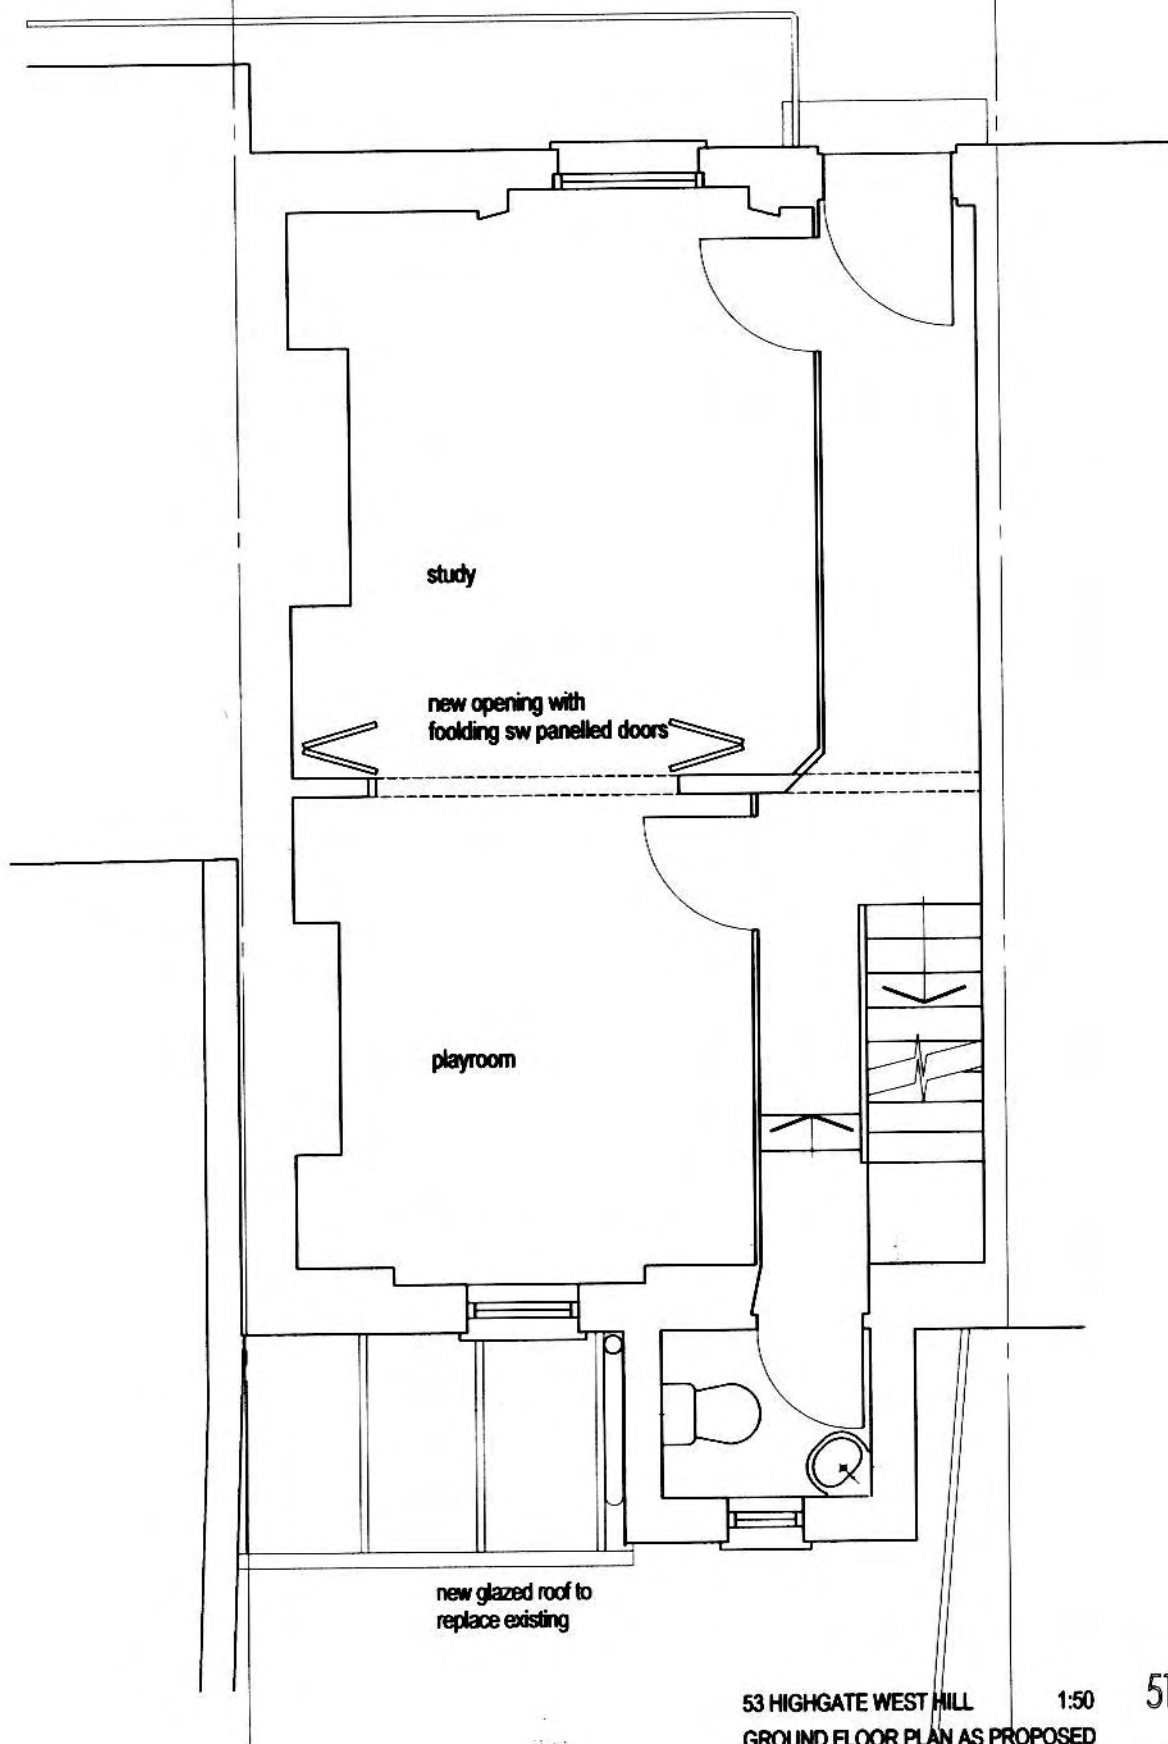 study
new opening with
foolding sw panelled doors
playroom
new glazed roof to
replace existing
53 HIGHGATE WEST HILL 1:50
GROUND FLOOR PLAN AS PROPOSED